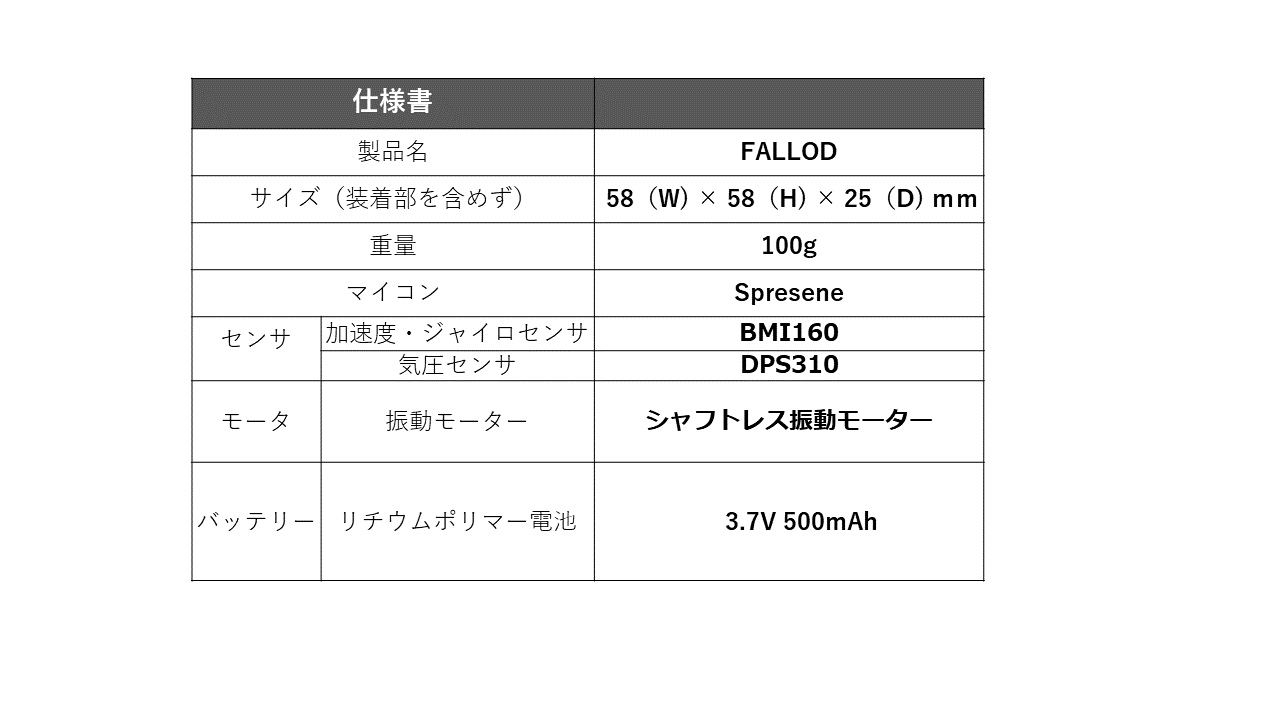 仕様書
製品名 FALLOD
サイズ（装着部を含めず） 58（W) × 58（H) × 25（D) mm
重量 100g
マイコン Spresene
センサ 加速度・ジャイロセンサ BMI160
気圧センサ DPS310
モータ 振動モーター シャフトレス振動モーター
バッテリー リチウムポリマー電池 3.7V 500mAh